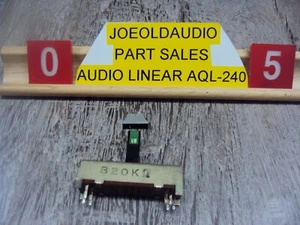 JOEOLDAUDIO
PART SALES
AUDIO LINEAR AQL-240
0
5
B20KΩ